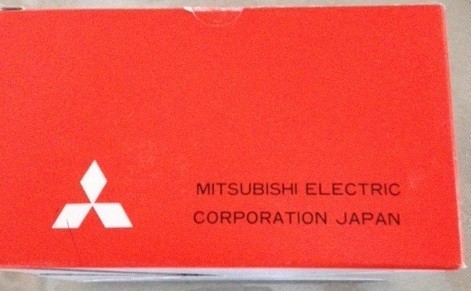 MITSUBISHI ELECTRIC
CORPORATION JAPAN